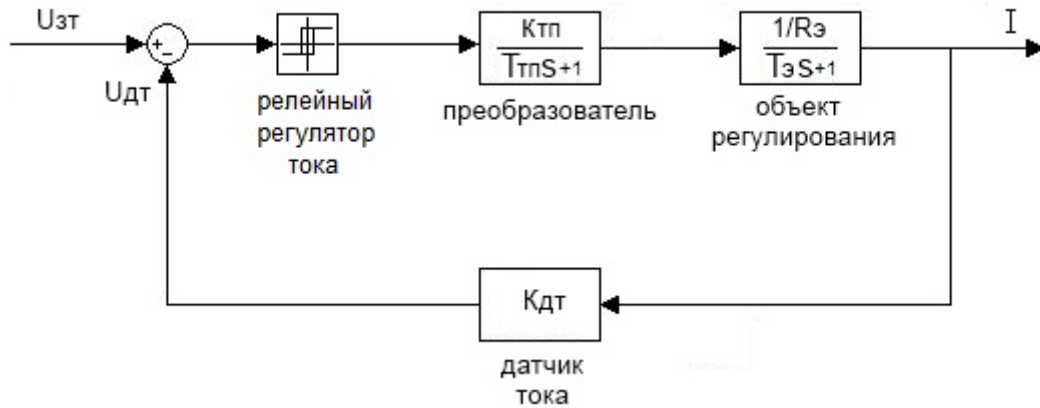 Uзт
I
+
-
Uдт
релейный
регулятор
тока
Kтп
Tтпs+1
преобразователь
1/Rэ
Tэs+1
объект
регулирования
Kдт
датчик
тока